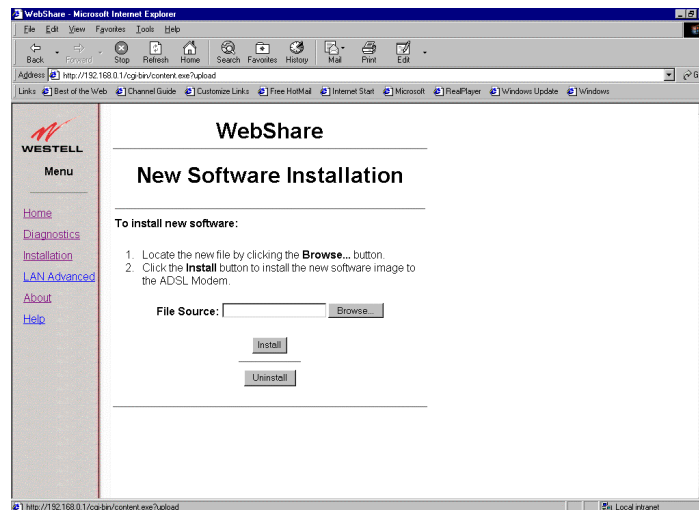 WebShare - Microsoft Internet Explorer
File Edit View Favorites Tools Help
Back Forward Stop Refresh Home Search Favorites History Mail Print Edit
Address http://192.168.0.1/cgi-bin/content.exe?upload G
Links Best of the Web Channel Guide Customize Links Free HotMail Internet Start Microsoft RealPlayer Windows Update Windows
WESTELL
Menu
Home
Diagnostics
Installation
LAN Advanced
About
Help
WebShare
New Software Installation
To install new software:
1. Locate the new file by clicking the Browse... button.
2. Click the Install button to install the new software image to
the ADSL Modem.
File Source: Browse...
Install
Uninstall
http://192.168.0.1/cgi-bin/content.exe?upload Local intranet